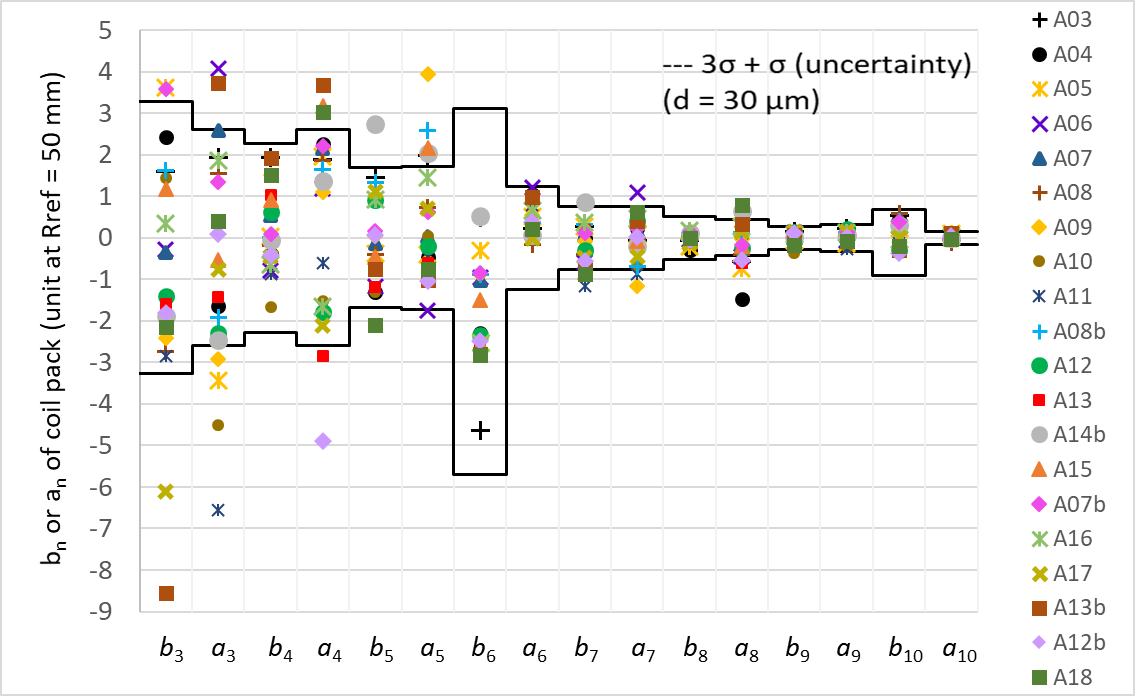 5
4
3
2
1
0
-1
-2
-3
-4
-5
-6
-7
-8
-9
bn or an of coil pack (unit at Rref = 50 mm)
--- 3σ + σ (uncertainty)
(d = 30 μm)
b3 a3 b4 a4 b5 a5 b6 a6 b7 a7 b8 a8 b9 a9 b10 a10
A03
A04
A05
A06
A07
A08
A09
A10
A11
A08b
A12
A13
A14b
A15
A07b
A16
A17
A13b
A12b
A18